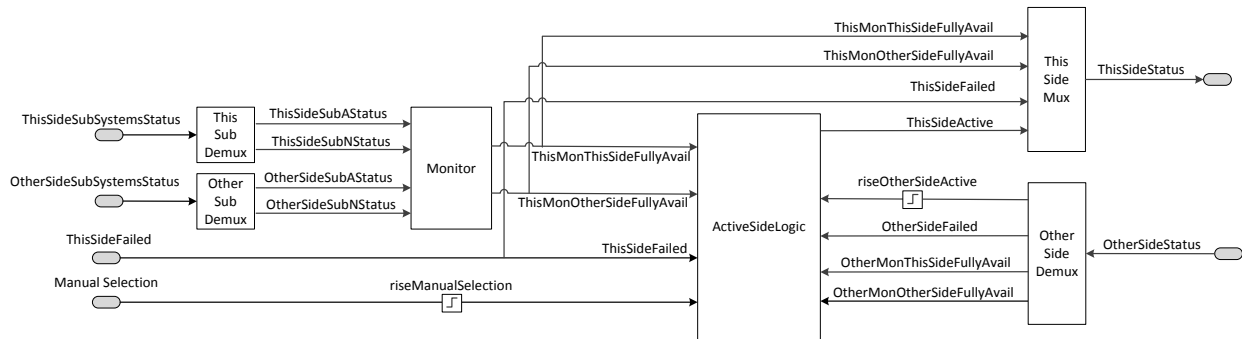 ThisMonThisSideFullyAvail
ThisMonOtherSideFullyAvail
This
Side
Mux
ThisSideStatus
ThisSideFailed
ThisSideSubSystemsStatus
This
Sub
Demux
ThisSideSubAStatus
ThisSideSubNStatus
Monitor
ThisMonThisSideFullyAvail
ThisSideActive
OtherSideSubSystemsStatus
Other
Sub
Demux
OtherSideSubAStatus
OtherSideSubNStatus
ThisMonOtherSideFullyAvail
riseOtherSideActive
ActiveSideLogic
OtherSideFailed
Other
Side
Demux
OtherSideStatus
ThisSideFailed
ThisSideFailed
OtherMonThisSideFullyAvail
Manual Selection
riseManualSelection
OtherMonOtherSideFullyAvail